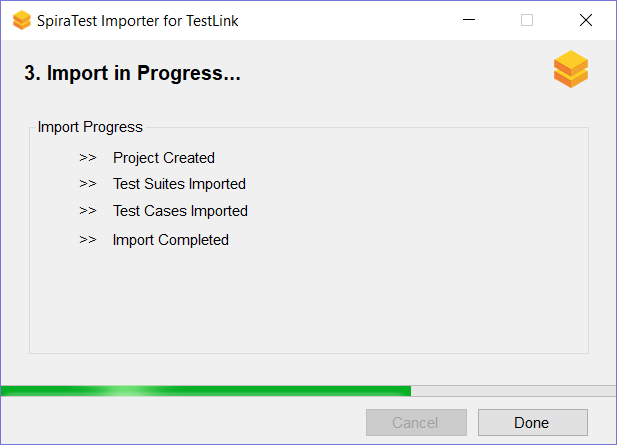 SpiraTest Importer for TestLink
3. Import in Progress...
Import Progress
>> Project Created
>> Test Suites Imported
>> Test Cases Imported
>> Import Completed
Cancel Done